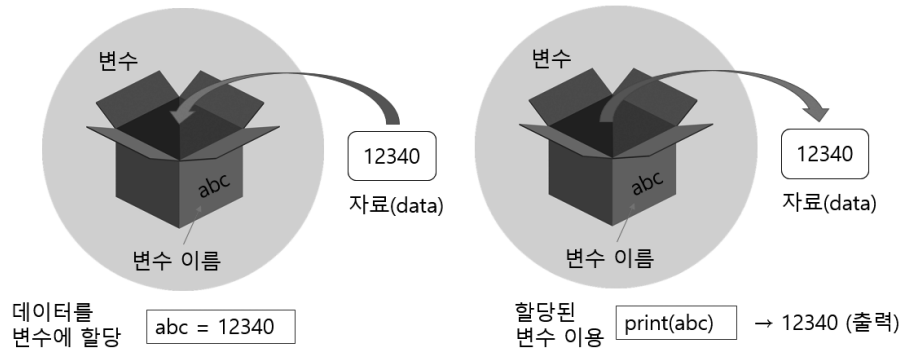 변수
12340
abc
자료(data)
변수 이름
데이터를
변수에 할당
abc = 12340
변수
12340
abc
자료(data)
변수 이름
할당된
변수 이용
print(abc)
→ 12340 (출력)